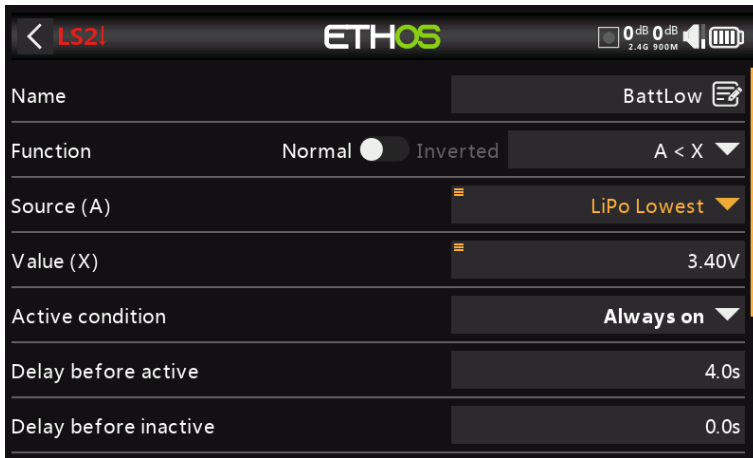 LS2↓ ETHOS 0dB 0dB
2.4G 900M
Name BattLow
Function Normal Inverted A < X
Source (A) LiPo Lowest
Value (X) 3.40V
Active condition Always on
Delay before active 4.0s
Delay before inactive 0.0s